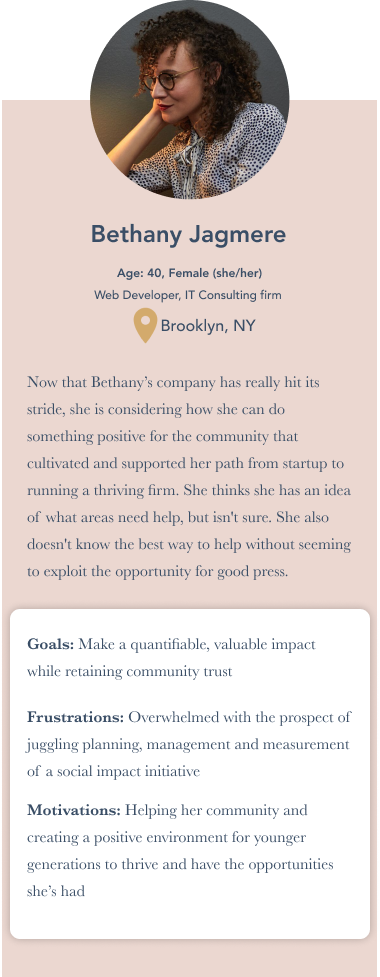 Bethany Jagmere
Age: 40, Female (she/her)
Web Developer, IT Consulting firm
Brooklyn, NY
Now that Bethany’s company has really hit its
stride, she is considering how she can do
something positive for the community that
cultivated and supported her path from startup to
running a thriving firm. She thinks she has an idea
of what areas need help, but isn't sure. She also
doesn't know the best way to help without seeming
to exploit the opportunity for good press.
Goals: Make a quantifiable, valuable impact
while retaining community trust
Frustrations: Overwhelmed with the prospect of
juggling planning, management and measurement
of a social impact initiative
Motivations: Helping her community and
creating a positive environment for younger
generations to thrive and have the opportunities
she’s had